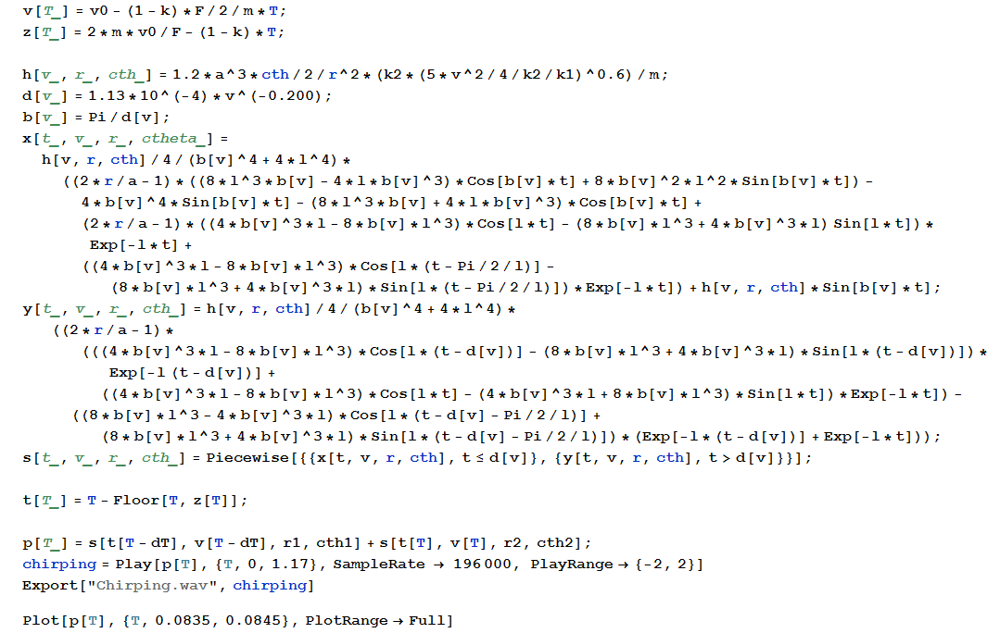 v[T_] = v0 - (1 - k) * F / 2 / m * T;
z[T_] = 2 * m * v0 / F - (1 - k) * T;
h[v_, r_, cth_] = 1.2 * a^3 * cth / 2 / r^2 * (k2 * (5 * v^2 / 4 / k2 / k1) ^0.6) / m;
d[v_] = 1.13 * 10^ (-4) * v^ (-0.200);
b[v_] = Pi / d[v];
x[t_, v_, r_, ctheta_] =
h[v, r, cth] / 4 / (b[v]^4 + 4 * l^4) *
((2 * r / a - 1) * ((8 * l^3 * b[v] - 4 * l * b[v]^3) * Cos[b[v] * t] + 8 * b[v]^2 * l^2 * Sin[b[v] * t]) -
4 * b[v]^4 * Sin[b[v] * t] - (8 * l^3 * b[v] + 4 * l * b[v]^3) * Cos[b[v] * t] +
(2 * r / a - 1) * ((4 * b[v]^3 * l - 8 * b[v] * l^3) * Cos[l * t] - (8 * b[v] * l^3 + 4 * b[v]^3 * l) Sin[l * t]) *
Exp[-l * t] +
((4 * b[v]^3 * l - 8 * b[v] * l^3) * Cos[l * (t - Pi / 2 / l)] -
(8 * b[v] * l^3 + 4 * b[v]^3 * l) * Sin[l * (t - Pi / 2 / l)]) * Exp[-l * t]) + h[v, r, cth] * Sin[b[v] * t];
y[t_, v_, r_, cth_] = h[v, r, cth] / 4 / (b[v]^4 + 4 * l^4) *
((2 * r / a - 1) *
(((4 * b[v]^3 * l - 8 * b[v] * l^3) * Cos[l * (t - d[v])] - (8 * b[v] * l^3 + 4 * b[v]^3 * l) * Sin[l * (t - d[v])]) *
Exp[-l (t - d[v])] +
((4 * b[v]^3 * l - 8 * b[v] * l^3) * Cos[l * t] - (4 * b[v]^3 * l + 8 * b[v] * l^3) * Sin[l * t]) * Exp[-l * t]) -
((8 * b[v] * l^3 - 4 * b[v]^3 * l) * Cos[l * (t - d[v] - Pi / 2 / l)] +
(8 * b[v] * l^3 + 4 * b[v]^3 * l) * Sin[l * (t - d[v] - Pi / 2 / l)]) * (Exp[-l * (t - d[v])] + Exp[-l * t]));
s[t_, v_, r_, cth_] = Piecewise[{{x[t, v, r, cth], t ≤ d[v]}, {y[t, v, r, cth], t > d[v]}}];
t[T_] = T - Floor[T, z[T]];
p[T_] = s[t[T - dT], v[T - dT], r1, cth1] + s[t[T], v[T], r2, cth2];
chirping = Play[p[T], {T, 0, 1.17}, SampleRate → 196 000, PlayRange → {-2, 2}]
Export["Chirping.wav", chirping]
Plot[p[T], {T, 0.0835, 0.0845}, PlotRange → Full]